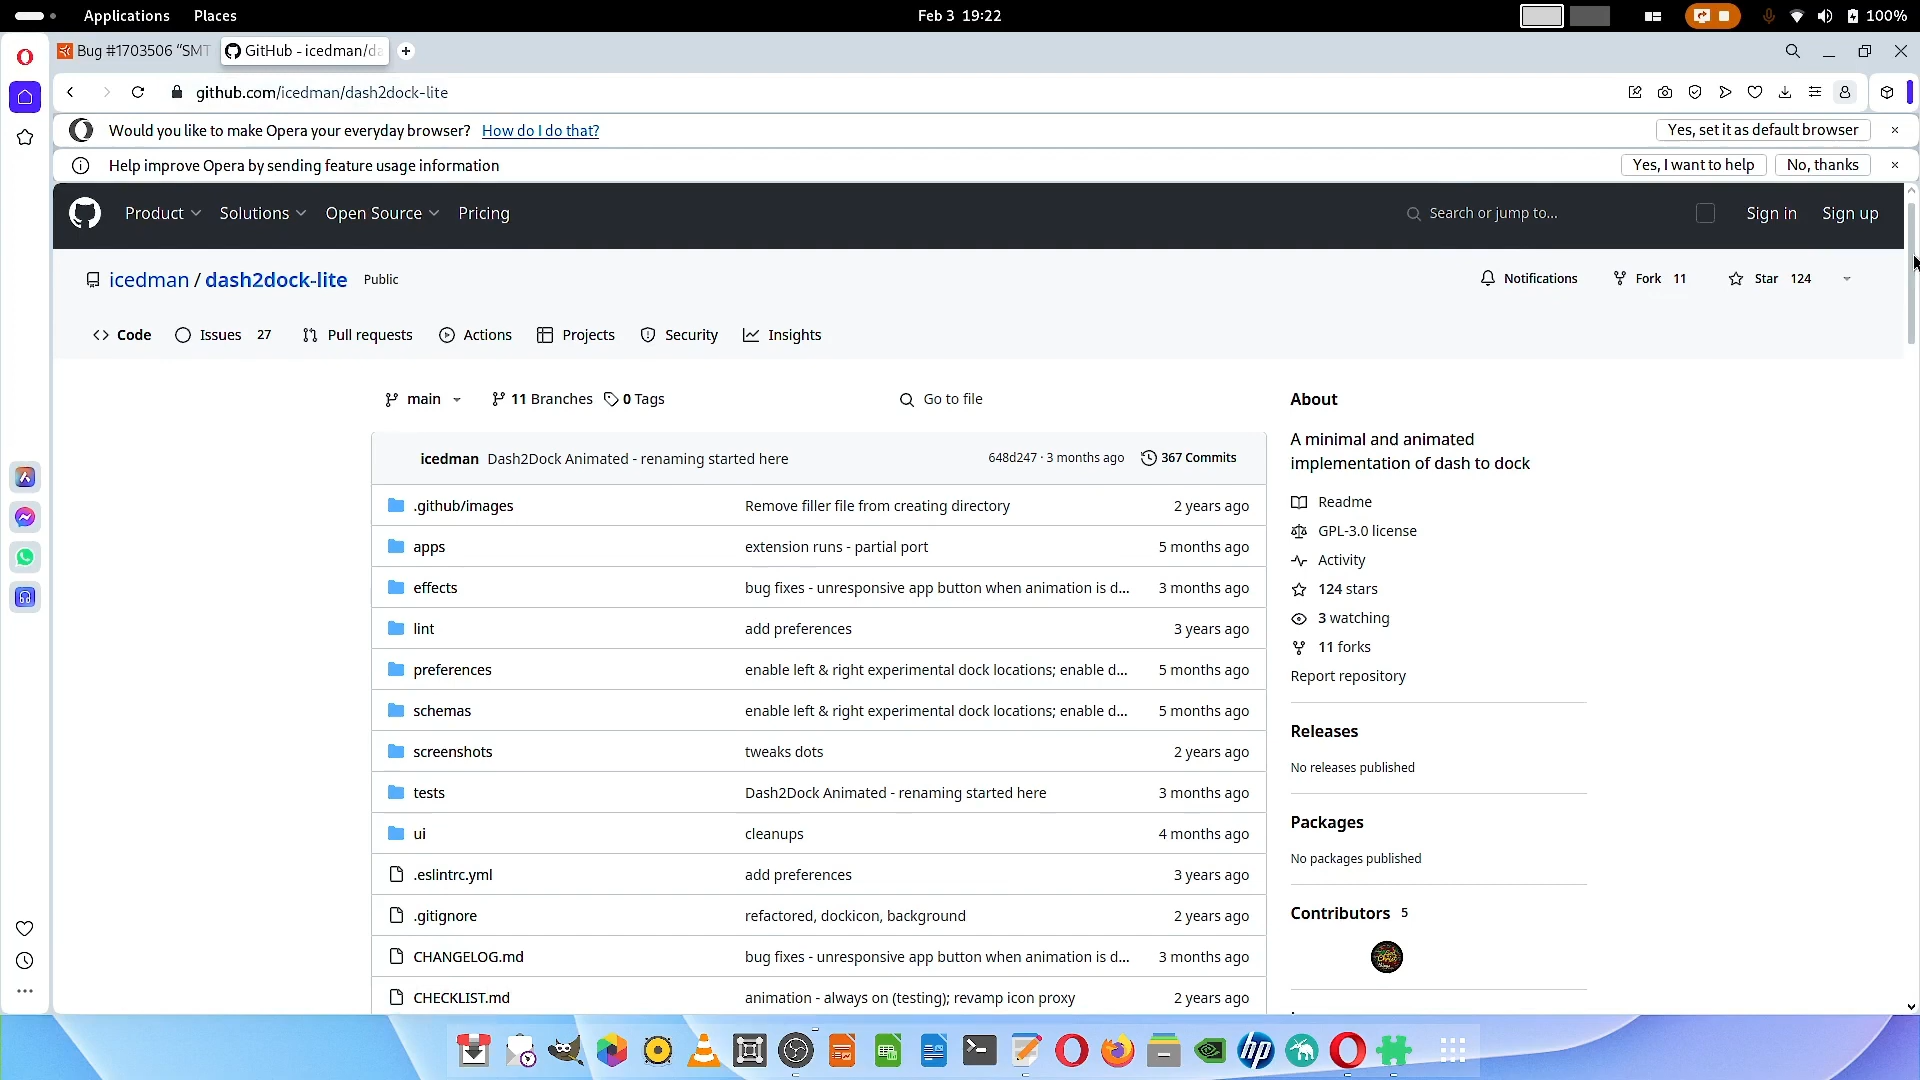 Applications Places Feb 3 19:22 100%
Bug #1703506 “SMT GitHub - icedman/da
github.com/icedman/dash2dock-lite
Would you like to make Opera your everyday browser? How do I do that? Yes, set it as default browser
Help improve Opera by sending feature usage information Yes, I want to help No, thanks
Product Solutions Open Source Pricing Search or jump to... Sign in Sign up
icedman / dash2dock-lite Public Notifications Fork 11 Star 124
Code Issues 27 Pull requests Actions Projects Security Insights
main 11 Branches 0 Tags Go to file
icedman Dash2Dock Animated - renaming started here 648d247 · 3 months ago 367 Commits
.github/images Remove filler file from creating directory 2 years ago
apps extension runs - partial port 5 months ago
effects bug fixes - unresponsive app button when animation is d... 3 months ago
lint add preferences 3 years ago
preferences enable left & right experimental dock locations; enable d... 5 months ago
schemas enable left & right experimental dock locations; enable d... 5 months ago
screenshots tweaks dots 2 years ago
tests Dash2Dock Animated - renaming started here 3 months ago
ui cleanups 4 months ago
.eslintrc.yml add preferences 3 years ago
.gitignore refactored, dockicon, background 2 years ago
CHANGELOG.md bug fixes - unresponsive app button when animation is d... 3 months ago
CHECKLIST.md animation - always on (testing); revamp icon proxy 2 years ago
About
A minimal and animated
implementation of dash to dock
Readme
GPL-3.0 license
Activity
124 stars
3 watching
11 forks
Report repository
Releases
No releases published
Packages
No packages published
Contributors 5
hp